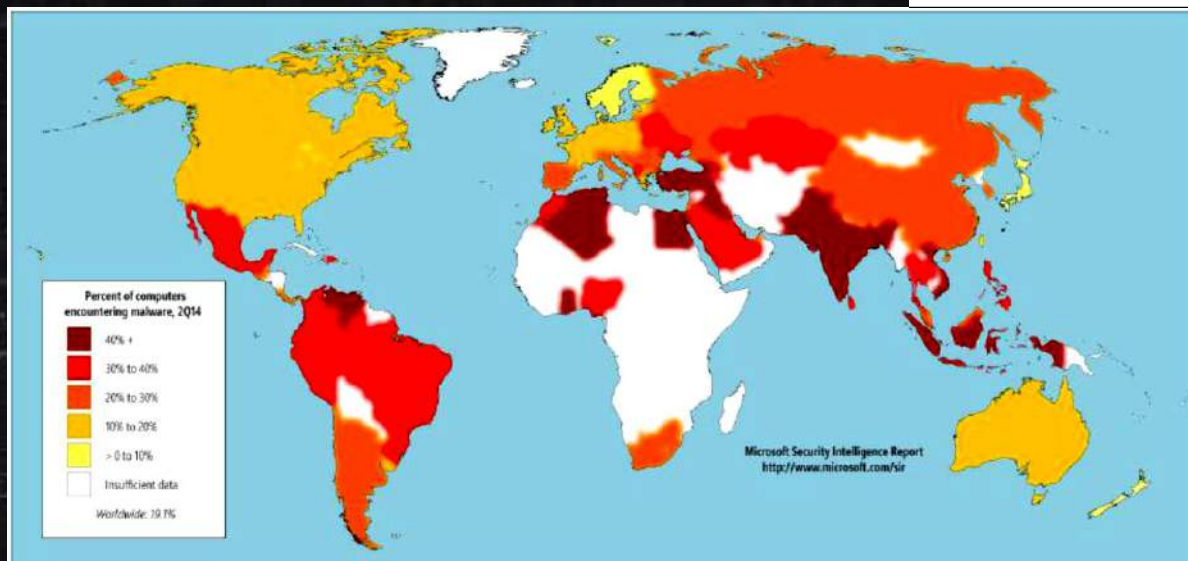 Percent of computers
encountering malware, 2Q14
40% +
30% to 40%
20% to 30%
10% to 20%
> 0 to 10%
Insufficient data
Worldwide: 19.1%
Microsoft Security Intelligence Report
http://www.microsoft.com/sir